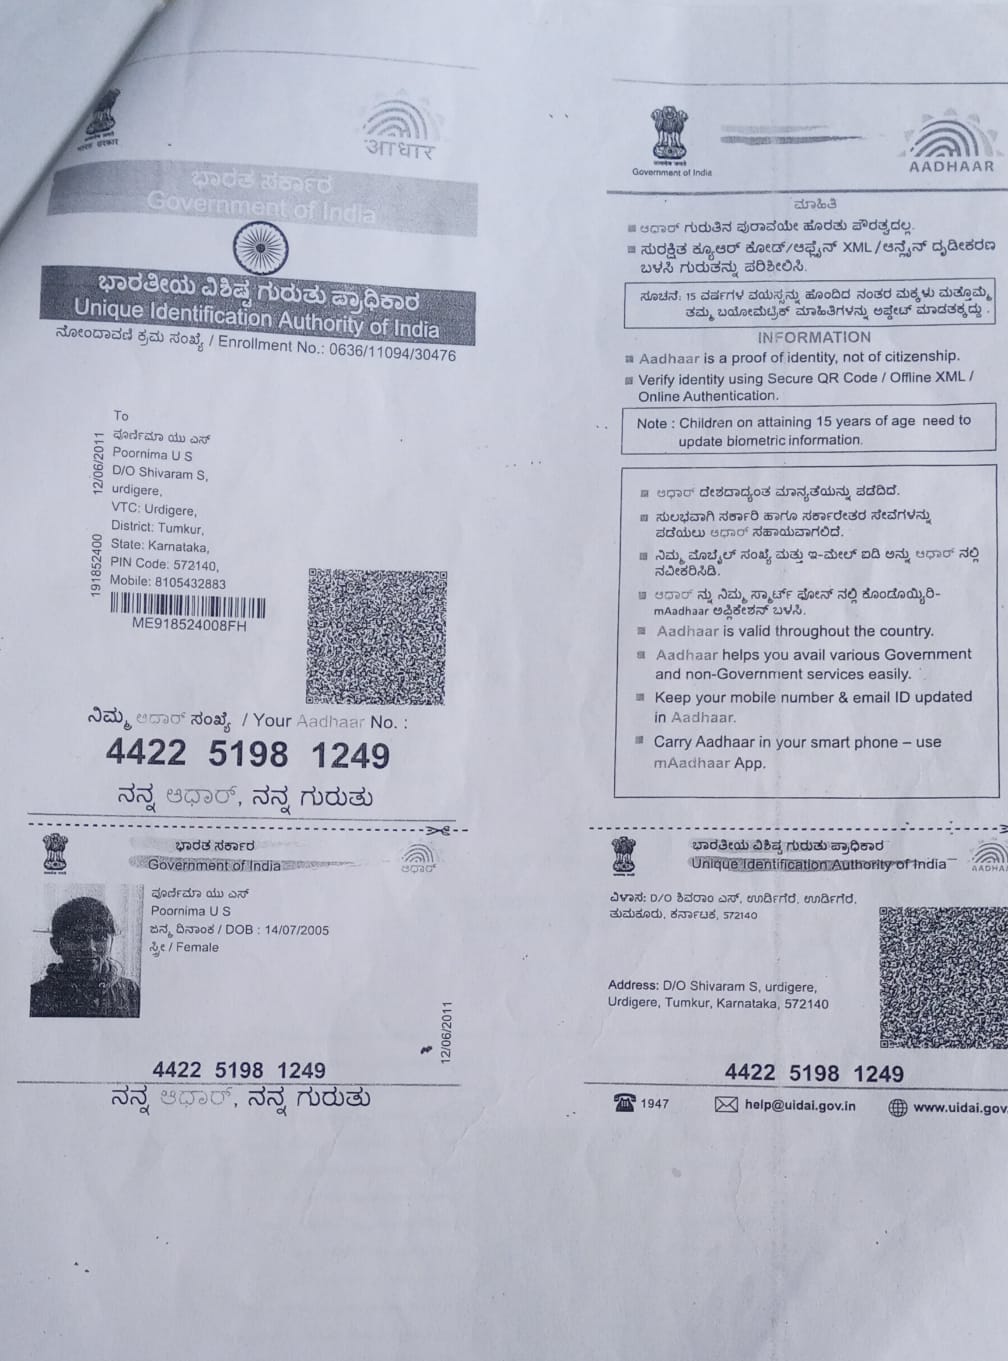 भारत सरकार
आधार
ಭಾರತ ಸರ್ಕಾರ
Government of India
ಭಾರತೀಯ ವಿಶಿಷ್ಟ ಗುರುತು ಪ್ರಾಧಿಕಾರ
Unique Identification Authority of India
ನೋಂದಾವಣಿ ಕ್ರಮ ಸಂಖ್ಯೆ / Enrollment No.: 0636/11094/30476
To
ಪೂರ್ಣಿಮಾ ಯು ಎಸ್
Poornima U S
D/O Shivaram S,
urdigere,
VTC: Urdigere,
District: Tumkur,
State: Karnataka,
PIN Code: 572140,
Mobile: 8105432883
191852400
12/06/2011
ME918524008FH
ನಿಮ್ಮ ಆಧಾರ್ ಸಂಖ್ಯೆ / Your Aadhaar No. :
4422 5198 1249
ನನ್ನ ಆಧಾರ್, ನನ್ನ ಗುರುತು
ಭಾರತ ಸರ್ಕಾರ
Government of India
ಆಧಾರ್
ಪೂರ್ಣಿಮಾ ಯು ಎಸ್
Poornima U S
ಜನ್ಮ ದಿನಾಂಕ / DOB : 14/07/2005
ಸ್ತ್ರೀ / Female
12/06/2011
4422 5198 1249
ನನ್ನ ಆಧಾರ್, ನನ್ನ ಗುರುತು
Government of India
AADHAAR
ಮಾಹಿತಿ
ಆಧಾರ್ ಗುರುತಿನ ಪುರಾವೆಯೇ ಹೊರತು ಪೌರತ್ವದಲ್ಲ.
ಸುರಕ್ಷಿತ ಕ್ಯೂಆರ್ ಕೋಡ್/ಆಫ್ಲೈನ್ XML/ಆನ್ಲೈನ್ ದೃಢೀಕರಣ
ಬಳಸಿ ಗುರುತನ್ನು ಪರಿಶೀಲಿಸಿ.
ಸೂಚನೆ: 15 ವರ್ಷಗಳ ವಯಸ್ಸನ್ನು ಹೊಂದಿದ ನಂತರ ಮಕ್ಕಳು ಮತ್ತೊಮ್ಮೆ
ತಮ್ಮ ಬಯೋಮೆಟ್ರಿಕ್ ಮಾಹಿತಿಗಳನ್ನು ಅಪ್ಡೇಟ್ ಮಾಡತಕ್ಕದ್ದು.
INFORMATION
Aadhaar is a proof of identity, not of citizenship.
Verify identity using Secure QR Code / Offline XML /
Online Authentication.
Note : Children on attaining 15 years of age need to
update biometric information.
ಆಧಾರ್ ದೇಶದಾದ್ಯಂತ ಮಾನ್ಯತೆಯನ್ನು ಪಡೆದಿದೆ.
ಸುಲಭವಾಗಿ ಸರ್ಕಾರಿ ಹಾಗೂ ಸರ್ಕಾರೇತರ ಸೇವೆಗಳನ್ನು
ಪಡೆಯಲು ಆಧಾರ್ ಸಹಾಯವಾಗಲಿದೆ.
ನಿಮ್ಮ ಮೊಬೈಲ್ ಸಂಖ್ಯೆ ಮತ್ತು ಇ-ಮೇಲ್ ಐಡಿ ಅನ್ನು ಆಧಾರ್ ನಲ್ಲಿ
ನವೀಕರಿಸಿಡಿ.
ಆಧಾರ್ ನ್ನು ನಿಮ್ಮ ಸ್ಮಾರ್ಟ್ ಫೋನ್ ನಲ್ಲಿ ಕೊಂಡೊಯ್ಯಿರಿ-
mAadhaar ಅಪ್ಲಿಕೇಶನ್ ಬಳಸಿ.
Aadhaar is valid throughout the country.
Aadhaar helps you avail various Government
and non-Government services easily.
Keep your mobile number & email ID updated
in Aadhaar.
Carry Aadhaar in your smart phone – use
mAadhaar App.
ಭಾರತೀಯ ವಿಶಿಷ್ಟ ಗುರುತು ಪ್ರಾಧಿಕಾರ
Unique Identification Authority of India
AADHA
ವಿಳಾಸ: D/O ಶಿವರಾಂ ಎಸ್, ಊರ್ಡಿಗೆರೆ, ಊರ್ಡಿಗೆರೆ,
ತುಮಕೂರು, ಕರ್ನಾಟಕ, 572140
Address: D/O Shivaram S, urdigere,
Urdigere, Tumkur, Karnataka, 572140
4422 5198 1249
1947
help@uidai.gov.in
www.uidai.gov